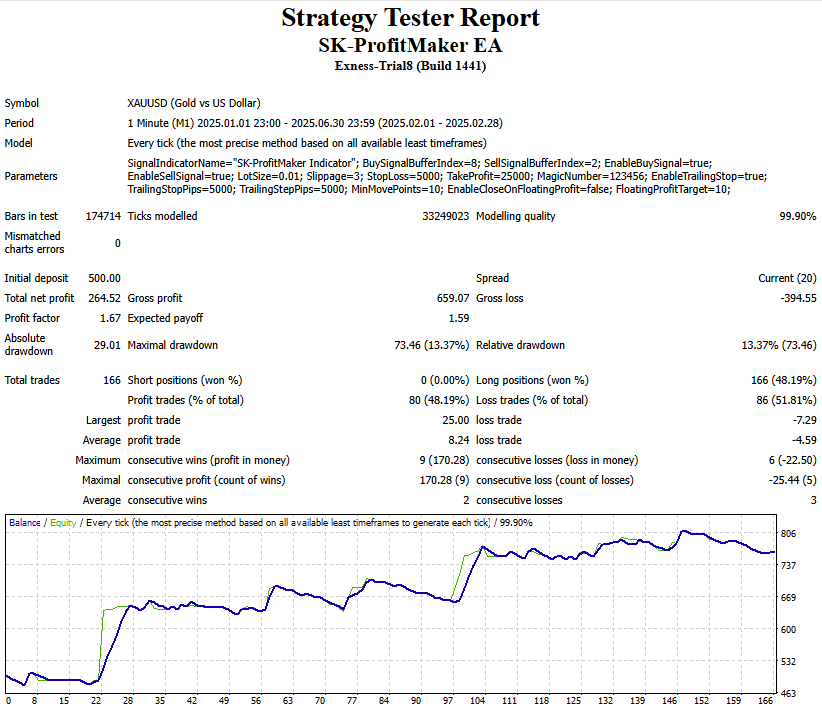 Strategy Tester Report
SK-ProfitMaker EA
Exness-Trial8 (Build 1441)
Symbol XAUUSD (Gold vs US Dollar)
Period 1 Minute (M1) 2025.01.01 23:00 - 2025.06.30 23:59 (2025.02.01 - 2025.02.28)
Model Every tick (the most precise method based on all available least timeframes)
Parameters SignalIndicatorName="SK-ProfitMaker Indicator"; BuySignalBufferIndex=8; SellSignalBufferIndex=2; EnableBuySignal=true;
EnableSellSignal=true; LotSize=0.01; Slippage=3; StopLoss=5000; TakeProfit=25000; MagicNumber=123456; EnableTrailingStop=true;
TrailingStopPips=5000; TrailingStepPips=5000; MinMovePoints=10; EnableCloseOnFloatingProfit=false; FloatingProfitTarget=10;
Bars in test 174714 Ticks modelled 33249023 Modelling quality 99.90%
Mismatched
charts errors 0
Initial deposit 500.00 Spread Current (20)
Total net profit 264.52 Gross profit 659.07 Gross loss -394.55
Profit factor 1.67 Expected payoff 1.59
Absolute
drawdown 29.01 Maximal drawdown 73.46 (13.37%) Relative drawdown 13.37% (73.46)
Total trades 166 Short positions (won %) 0 (0.00%) Long positions (won %) 166 (48.19%)
Profit trades (% of total) 80 (48.19%) Loss trades (% of total) 86 (51.81%)
Largest profit trade 25.00 loss trade -7.29
Average profit trade 8.24 loss trade -4.59
Maximum consecutive wins (profit in money) 9 (170.28) consecutive losses (loss in money) 6 (-22.50)
Maximal consecutive profit (count of wins) 170.28 (9) consecutive loss (count of losses) -25.44 (5)
Average consecutive wins 2 consecutive losses 3
Balance / Equity / Every tick (the most precise method based on all available least timeframes to generate each tick) / 99.90%
806
737
669
600
532
463
0 8 15 22 28 35 42 49 56 63 70 77 84 90 97 104 111 118 125 132 139 146 152 159 166